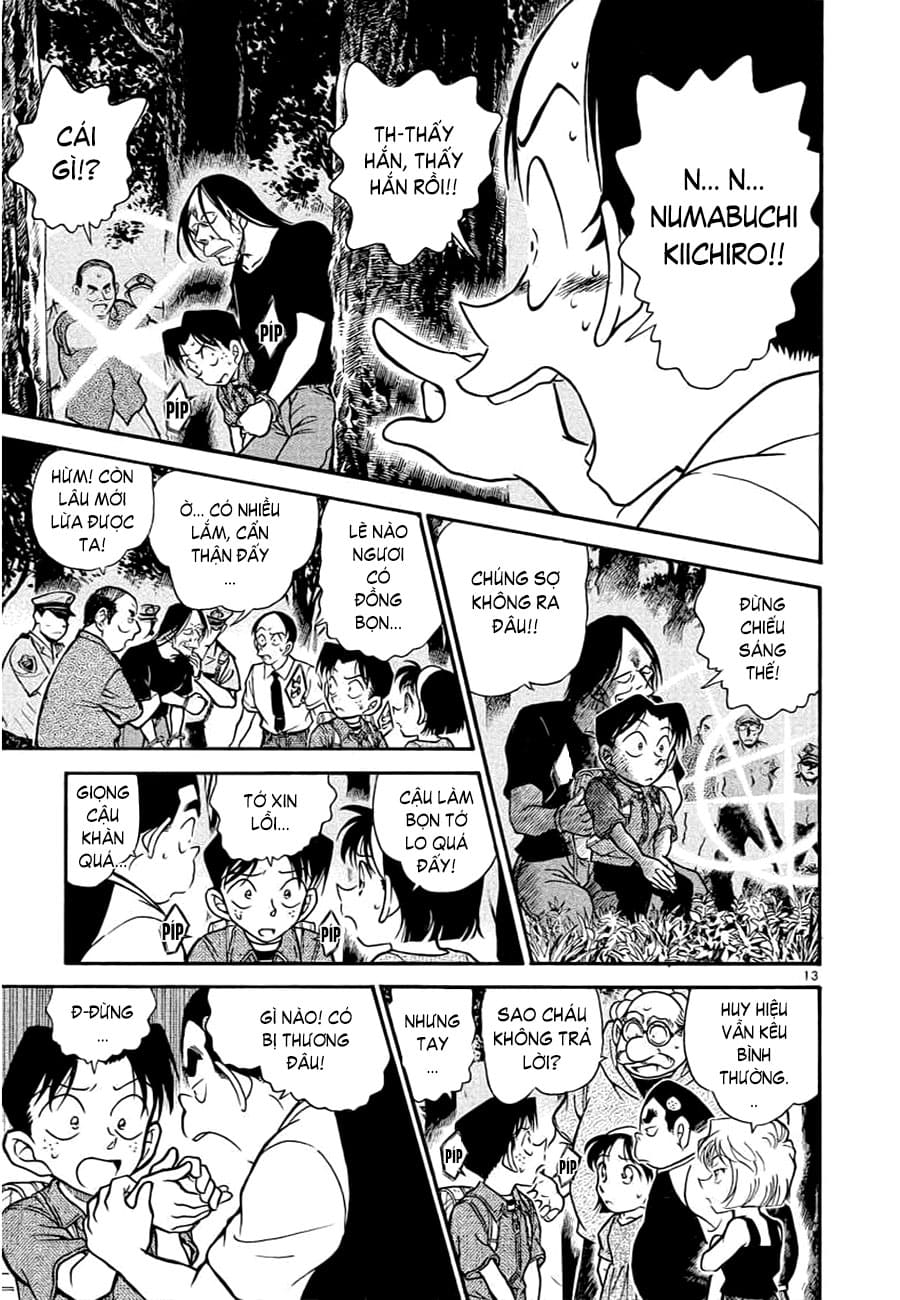 N... N...
NUMABUCHI
KIICHIRO!!
TH-THẤY
HẮN, THẤY
HẮN RỒI!!
CÁI
GÌ!?
PÍP
PÍP
ĐỪNG
CHIẾU
SÁNG
THẾ!
CHÚNG SỢ
KHÔNG RA
ĐÂU!!
LẼ NÀO
NGƯƠI
CÓ
ĐỒNG
BỌN...
Ờ... CÓ NHIỀU
LẮM, CẨN
THẬN ĐẤY
...
HỪM! CÒN
LÂU MỚI
LỪA ĐƯỢC
TA!
CẬU LÀM
BỌN TỚ
LO QUÁ
ĐẤY!
TỚ XIN
LỖI...
GIỌNG
CẬU
KHÀN
QUÁ...
PÍP
PÍP
13
HUY HIỆU
VẪN KÊU
BÌNH
THƯỜNG.
..
SAO CHÁU
KHÔNG TRẢ
LỜI?
NHƯNG
TAY
...
PÍP
PÍP
GÌ NÀO! CÓ
BỊ THƯƠNG
ĐÂU!
Đ-ĐỪNG
...